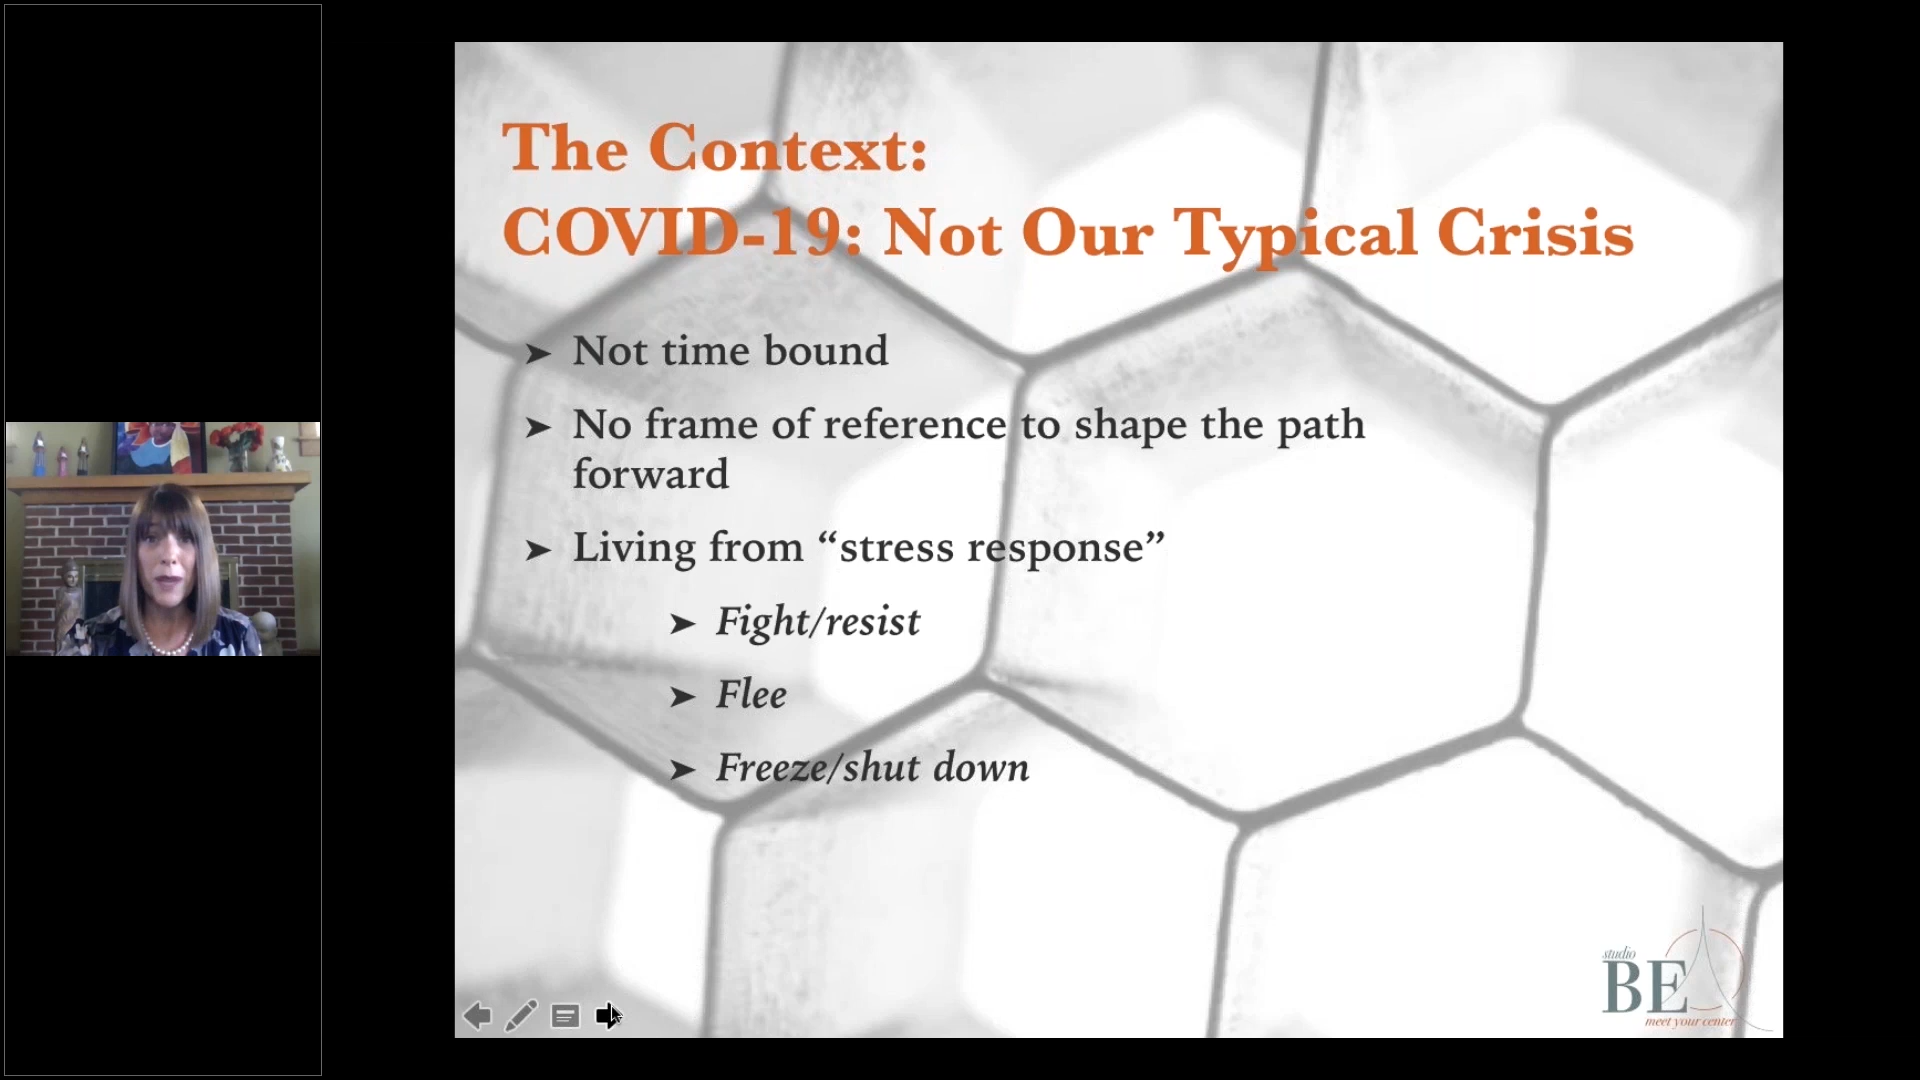 The Context:
COVID-19: Not Our Typical Crisis
➤ Not time bound
➤ No frame of reference to shape the path
forward
➤ Living from “stress response”
➤ Fight/resist
➤ Flee
➤ Freeze/shut down
studio
BE
meet your center